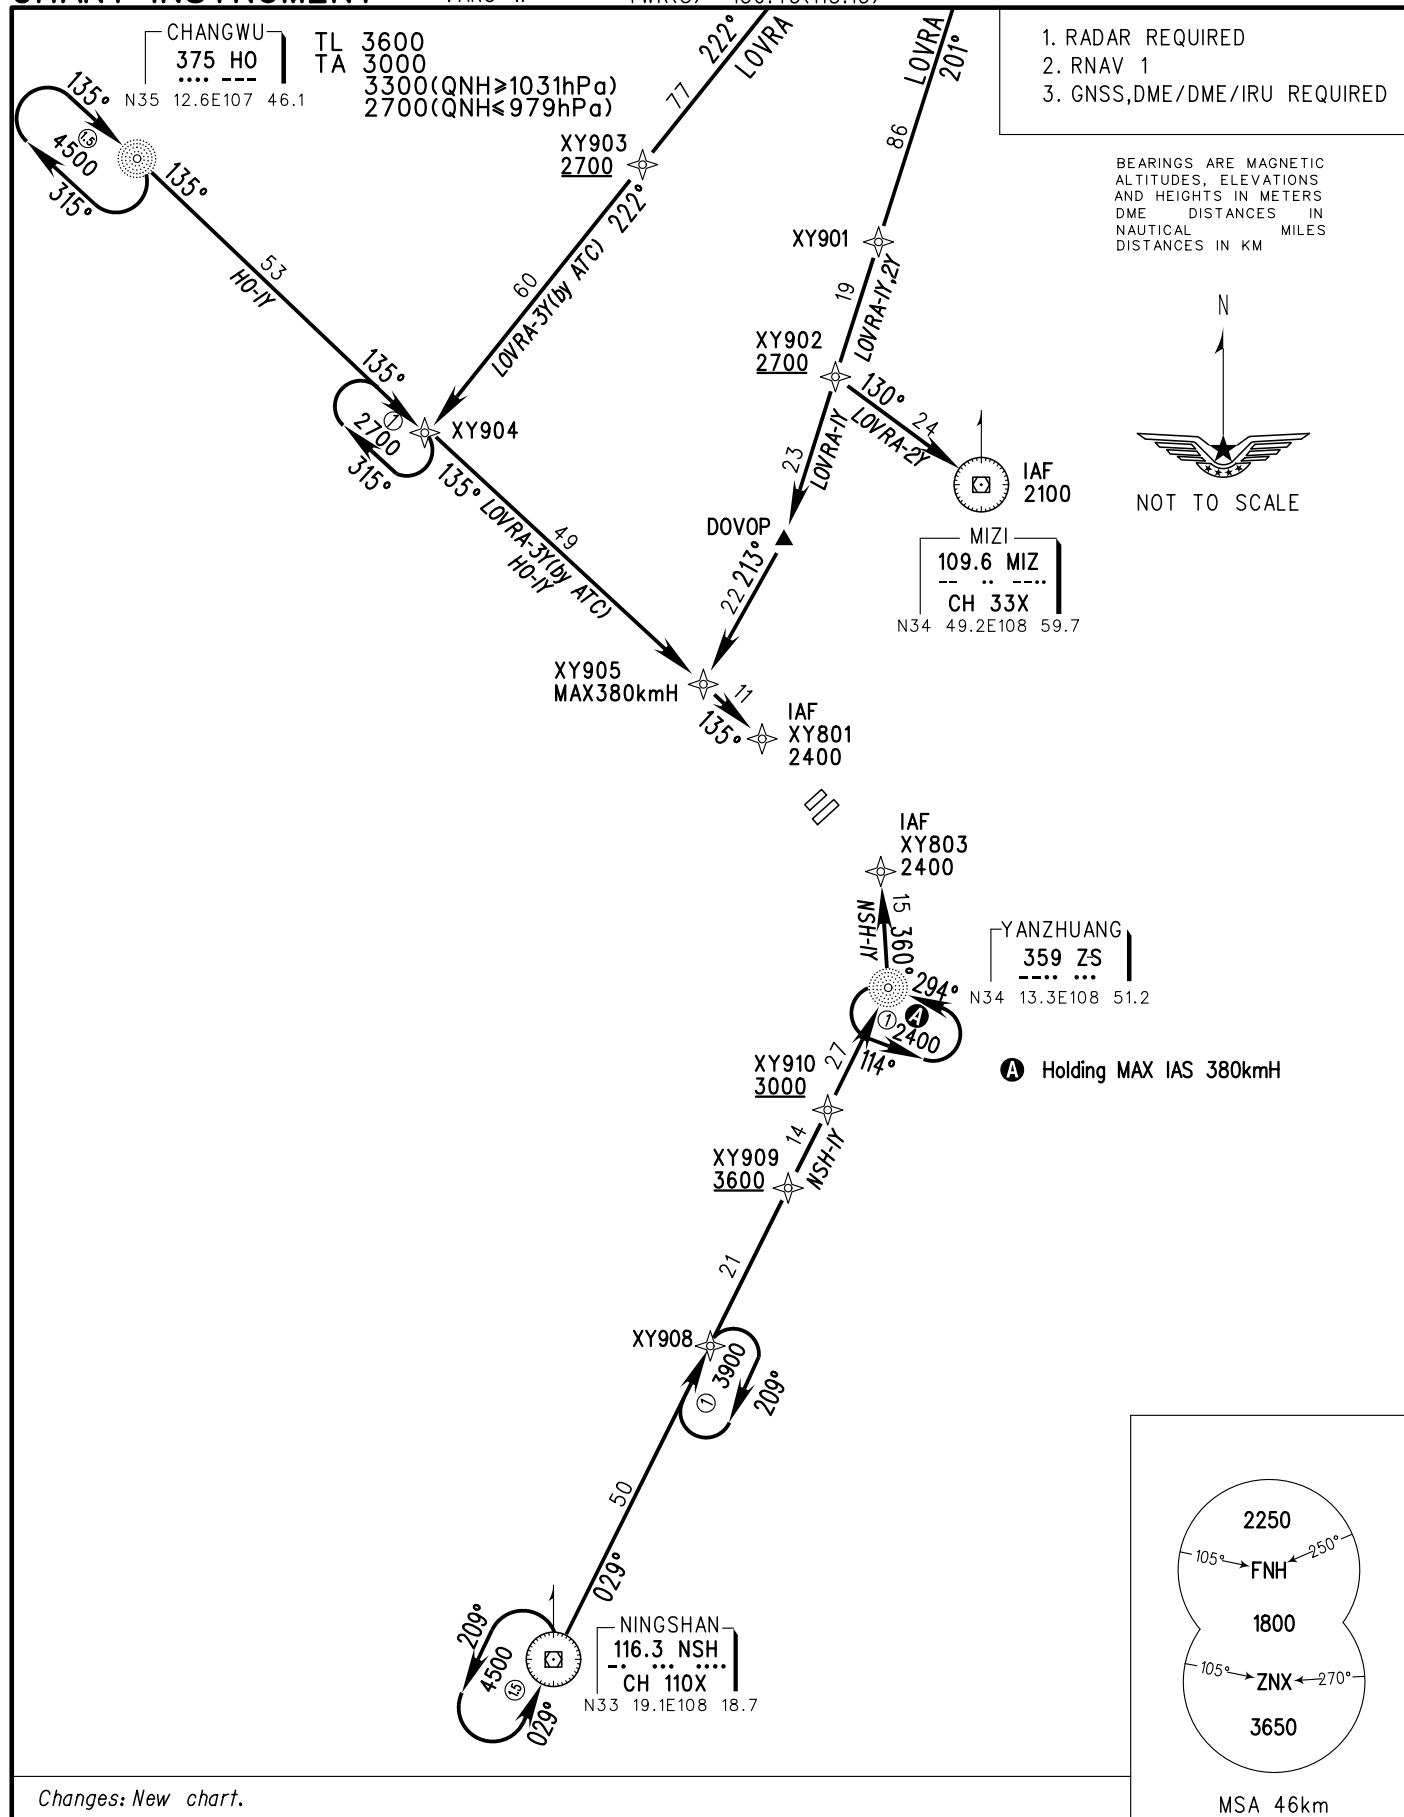 CHANGWU
375 HO
N35 12.6E107 46.1
TL 3600
TA 3000
3300(QNH≥1031hPa)
2700(QNH≤979hPa)
1. RADAR REQUIRED
2. RNAV 1
3. GNSS,DME/DME/IRU REQUIRED
BEARINGS ARE MAGNETIC
ALTITUDES, ELEVATIONS
AND HEIGHTS IN METERS
DME DISTANCES IN
NAUTICAL MILES
DISTANCES IN KM
N
NOT TO SCALE
222°
LOVRA
77
LOVRA
201°
86
135°
1.5
4500
315°
135°
53
HO-1Y
135°
XY903
2700
222°
60
LOVRA-3Y(by ATC)
XY901
19
LOVRA-1Y,2Y
XY902
2700
130°
24
LOVRA-2Y
23
LOVRA-1Y
IAF
2100
MIZI
109.6 MIZ
CH 33X
N34 49.2E108 59.7
1
2700
315°
XY904
135°
49
LOVRA-3Y(by ATC)
HO-1Y
DOVOP
213°
22
XY905
MAX380kmH
11
135°
IAF
XY801
2400
IAF
XY803
2400
15
NSH-1Y
360°
YANZHUANG
359 ZS
N34 13.3E108 51.2
294°
1
A
2400
114°
A Holding MAX IAS 380kmH
27
XY910
3000
14
NSH-1Y
XY909
3600
21
XY908
1
3900
209°
50
029°
209°
4500
1.5
029°
NINGSHAN
116.3 NSH
CH 110X
N33 19.1E108 18.7
2250
105°
FNH
250°
1800
105°
ZNX
270°
3650
MSA 46km
Changes: New chart.